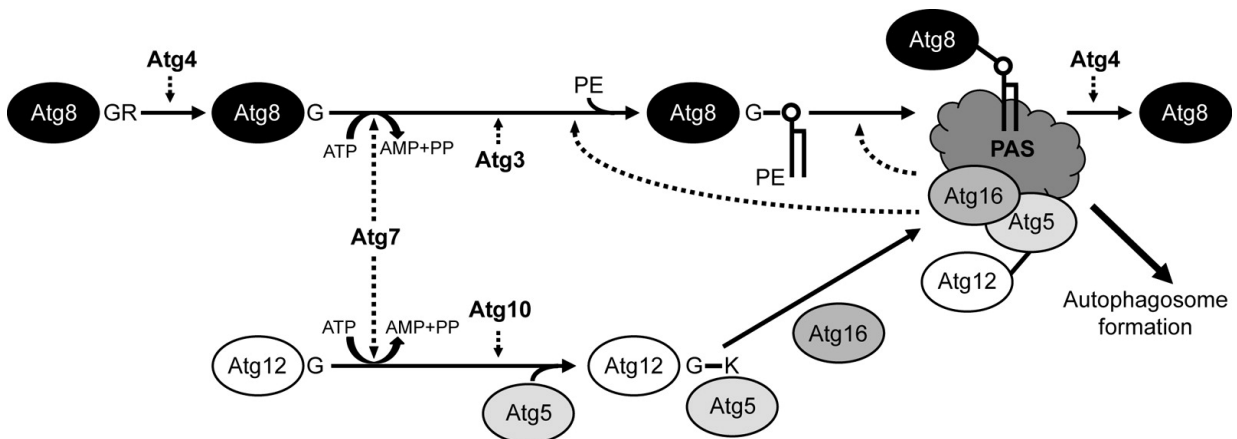 Atg8
Atg4
Atg4
Atg8 GR
Atg8 G
PE
Atg8 G
Atg8
ATP
AMP+PP
Atg3
PE
PAS
Atg16
Atg7
Atg5
Atg12
Atg10
ATP
AMP+PP
Autophagosome
formation
Atg16
Atg12 G
Atg12 G K
Atg5
Atg5